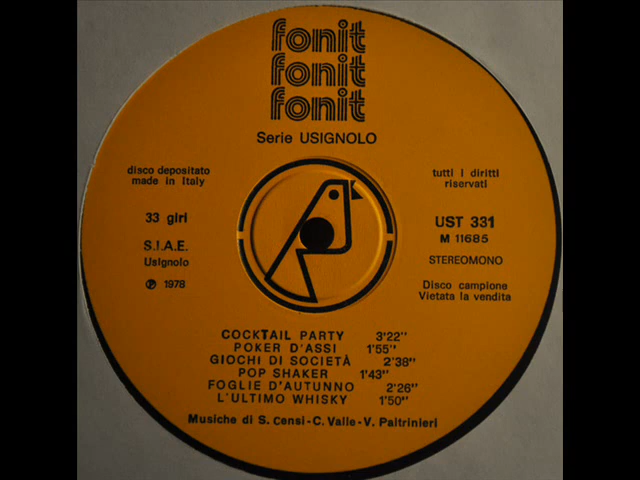 fonit
fonit
fonit
Serie USIGNOLO
disco depositato
made in Italy
tutti i diritti
riservati
33 giri
S.I.A.E.
Usignolo
℗ 1978
UST 331
M 11685
STEREOMONO
Disco campione
Vietata la vendita
COCKTAIL PARTY 3'22"
POKER D'ASSI 1'55"
GIOCHI DI SOCIETÀ 2'38"
POP SHAKER 1'43"
FOGLIE D'AUTUNNO 2'26"
L'ULTIMO WHISKY 1'50"
Musiche di S. Censi-C. Valle-V. Paltrinieri